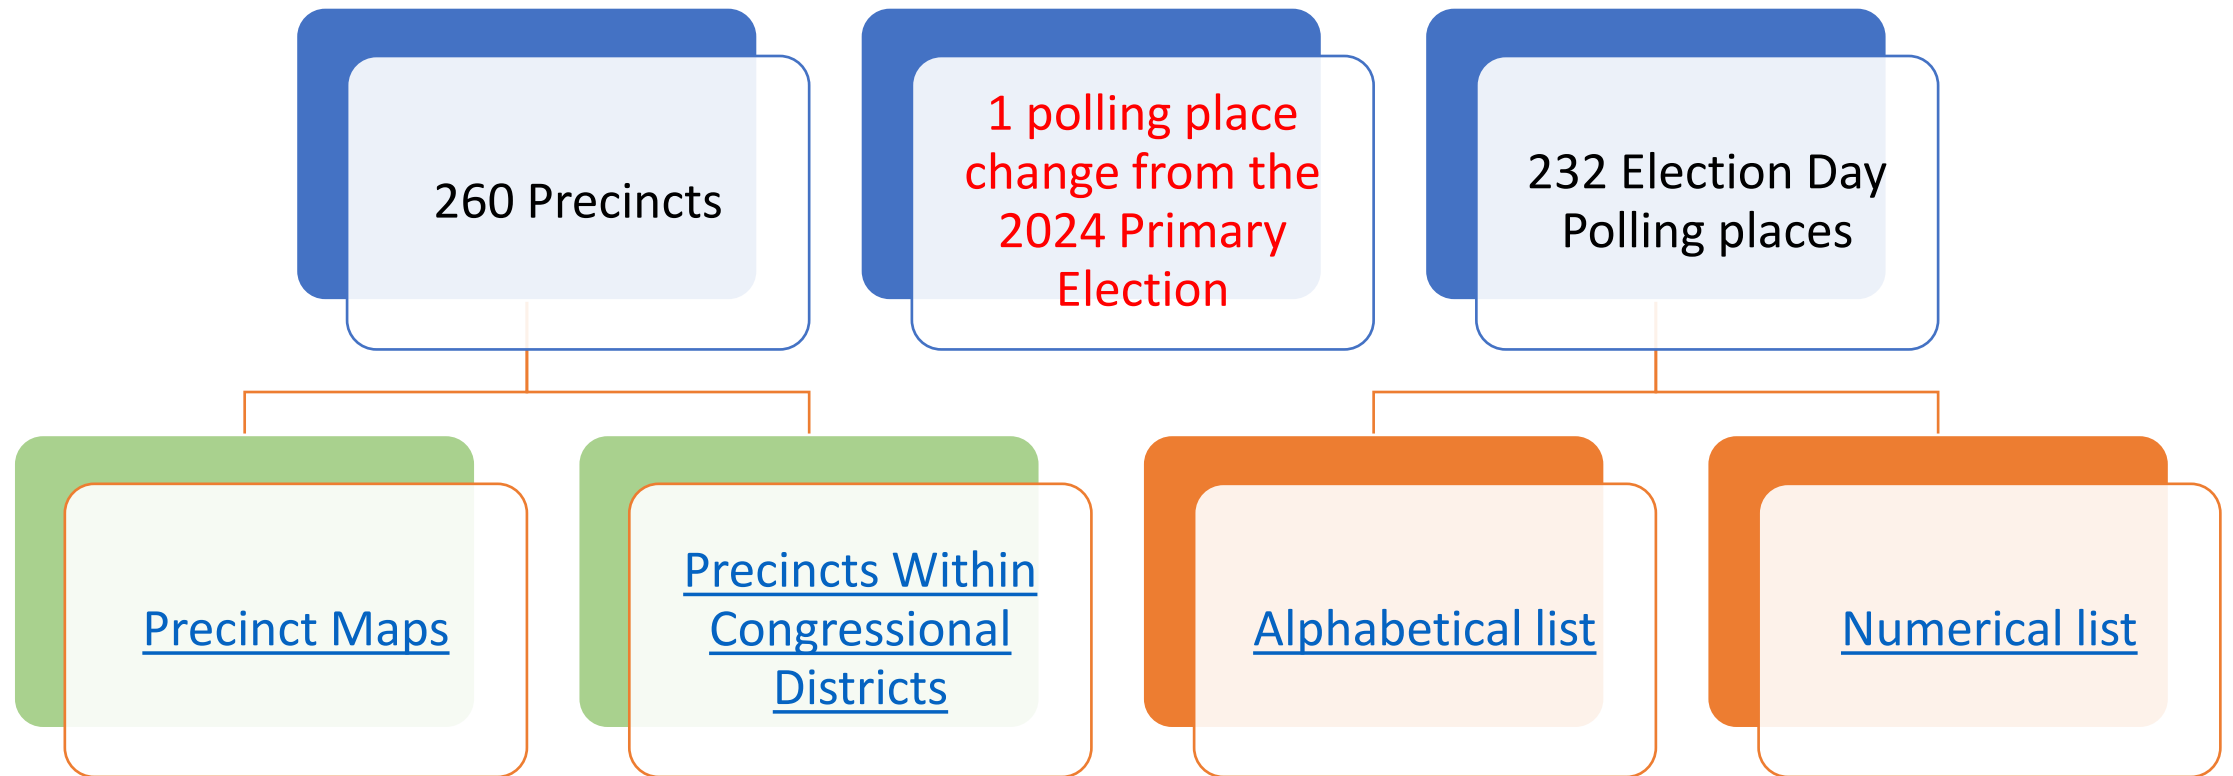 260 Precincts
1 polling place
change from the
2024 Primary
Election
232 Election Day
Polling places
Precinct Maps
Precincts Within
Congressional
Districts
Alphabetical list
Numerical list